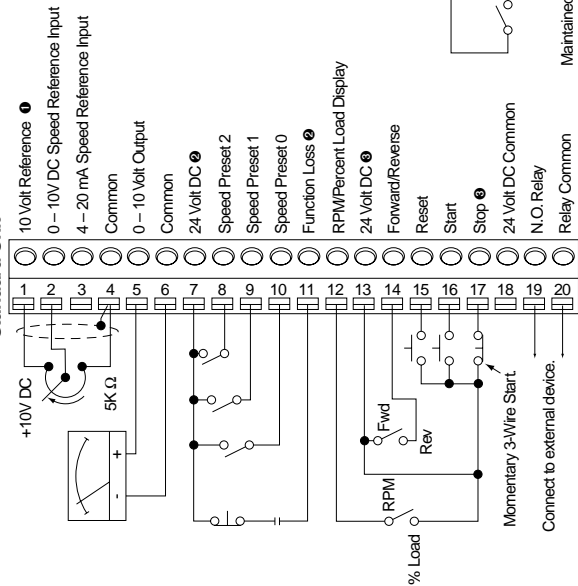 10 Volt Reference ❶
0 – 10V DC Speed Reference Input
4 – 20 mA Speed Reference Input
Common
0 – 10 Volt Output
Common
24 Volt DC ❷
Speed Preset 2
Speed Preset 1
Speed Preset 0
Function Loss ❷
RPM/Percent Load Display
24 Volt DC ❸
Forward/Reverse
Reset
Start
Stop ❸
24 Volt DC Common
N.O. Relay
Relay Common
1
2
3
4
5
6
7
8
9
10
11
12
13
14
15
16
17
18
19
20
+10V DC
5K Ω
- +
Fwd
Rev
RPM
% Load
Momentary 3-Wire Start.
Connect to external device.
Maintained